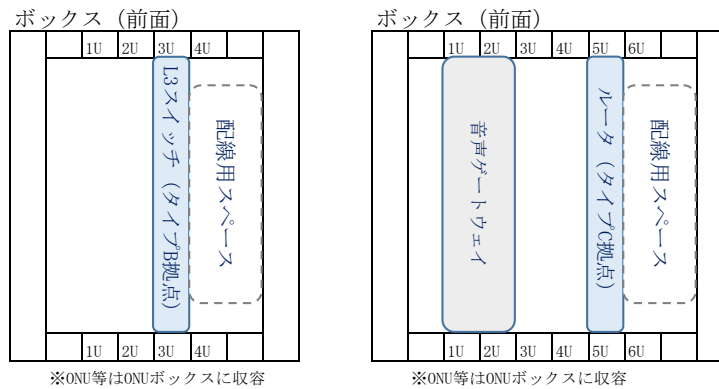 ボックス（前面）
1U 2U 3U 4U
L3スイッチ（タイプB拠点）
配線用スペース
1U 2U 3U 4U
※ONU等はONUボックスに収容
ボックス（前面）
1U 2U 3U 4U 5U 6U
音声ゲートウェイ
ルータ（タイプC拠点）
配線用スペース
1U 2U 3U 4U 5U 6U
※ONU等はONUボックスに収容